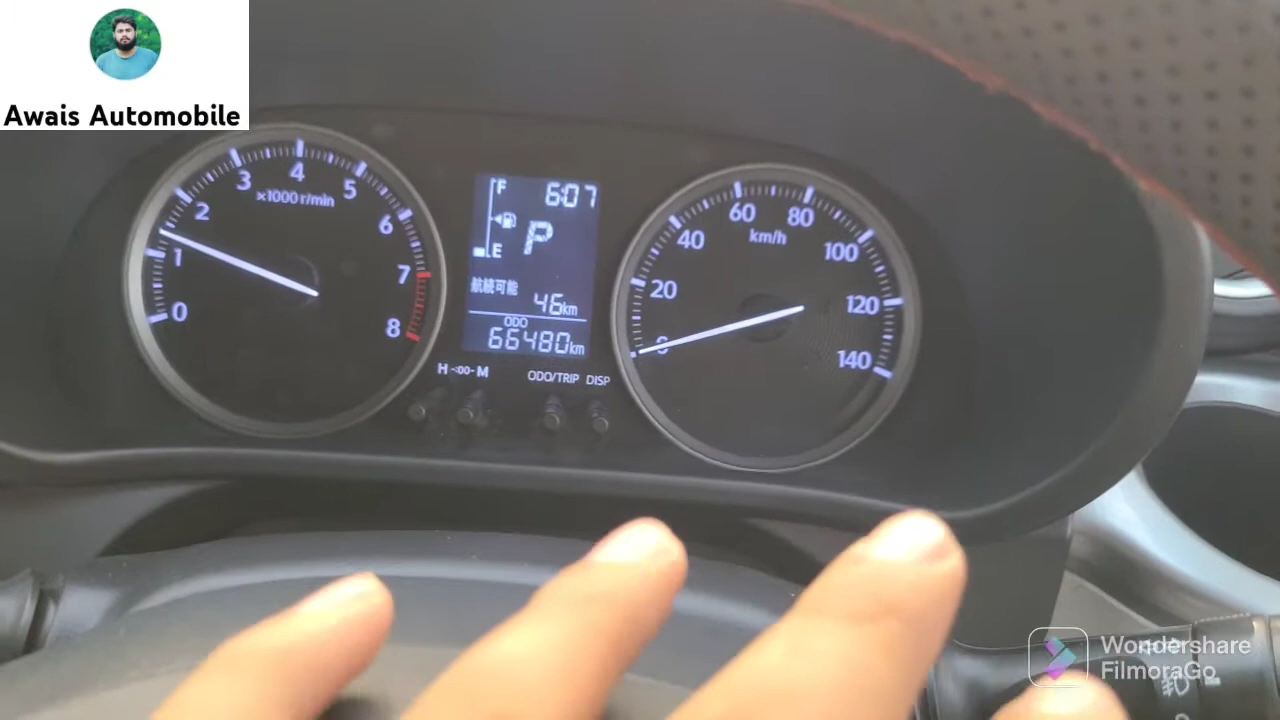 Awais Automobile
0
1
2
3
4
5
6
7
8
×1000 r/min
F
6:07
P
E
航続可能
46km
ODO
66480km
H -:00- M
ODO/TRIP DISP
0
20
40
60
80
100
120
140
km/h
Wondershare
FilmoraGo